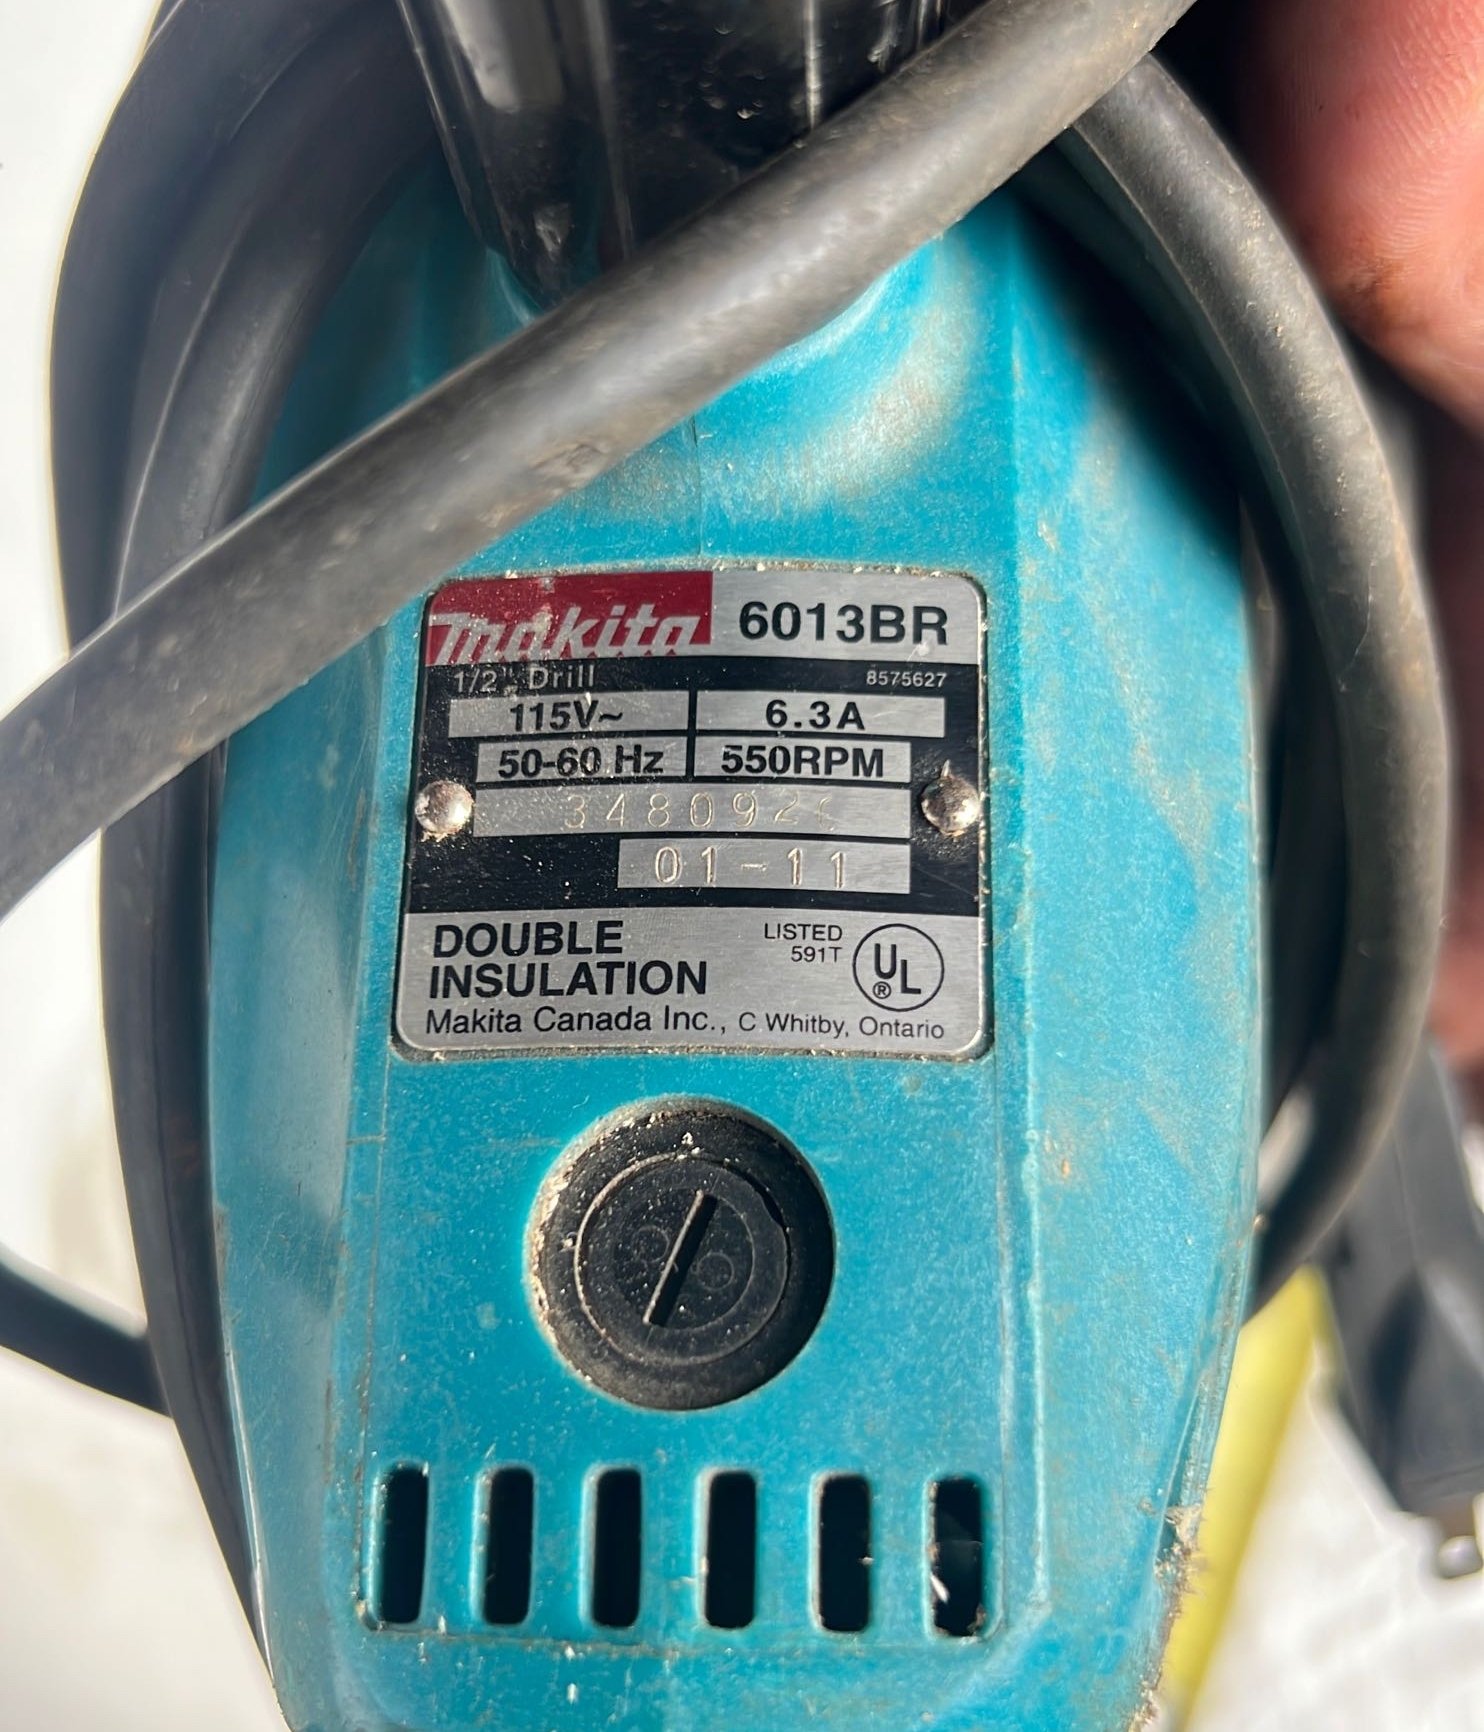 makita 6013BR
1/2" Drill 8575627
115V~ 6.3A
50-60 Hz 550RPM
01-11
DOUBLE
INSULATION
LISTED
591T
UL
®
Makita Canada Inc., C Whitby, Ontario